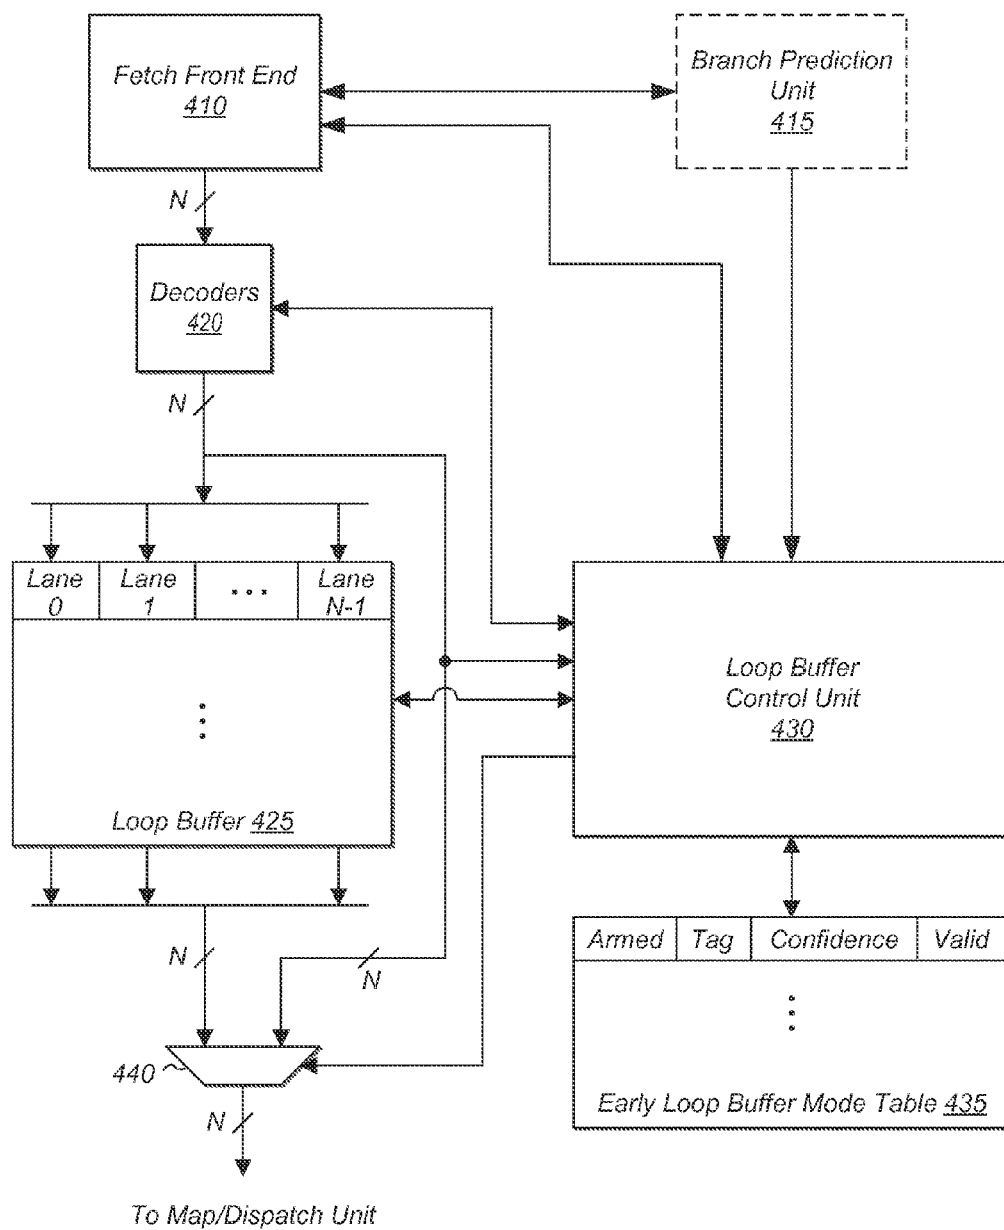 Fetch Front End
410
Branch Prediction
Unit
415
N
Decoders
420
N
Lane
0
Lane
1
...
Lane
N-1
Loop Buffer
Control Unit
430
Loop Buffer 425
N
N
Armed
Tag
Confidence
Valid
440
Early Loop Buffer Mode Table 435
N
To Map/Dispatch Unit